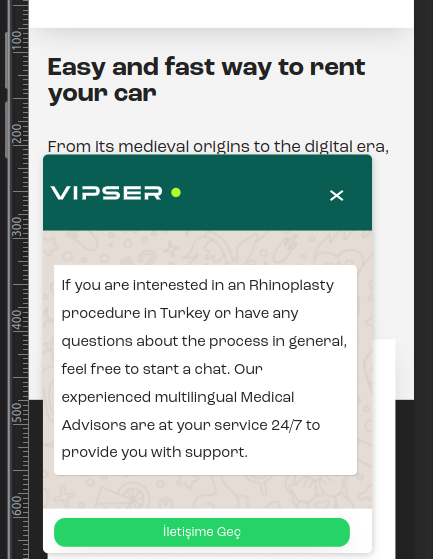 100
200
300
400
500
600
Easy and fast way to rent
your car
From its medieval origins to the digital era,
VIPSER
If you are interested in an Rhinoplasty
procedure in Turkey or have any
questions about the process in general,
feel free to start a chat. Our
experienced multilingual Medical
Advisors are at your service 24/7 to
provide you with support.
İletişime Geç